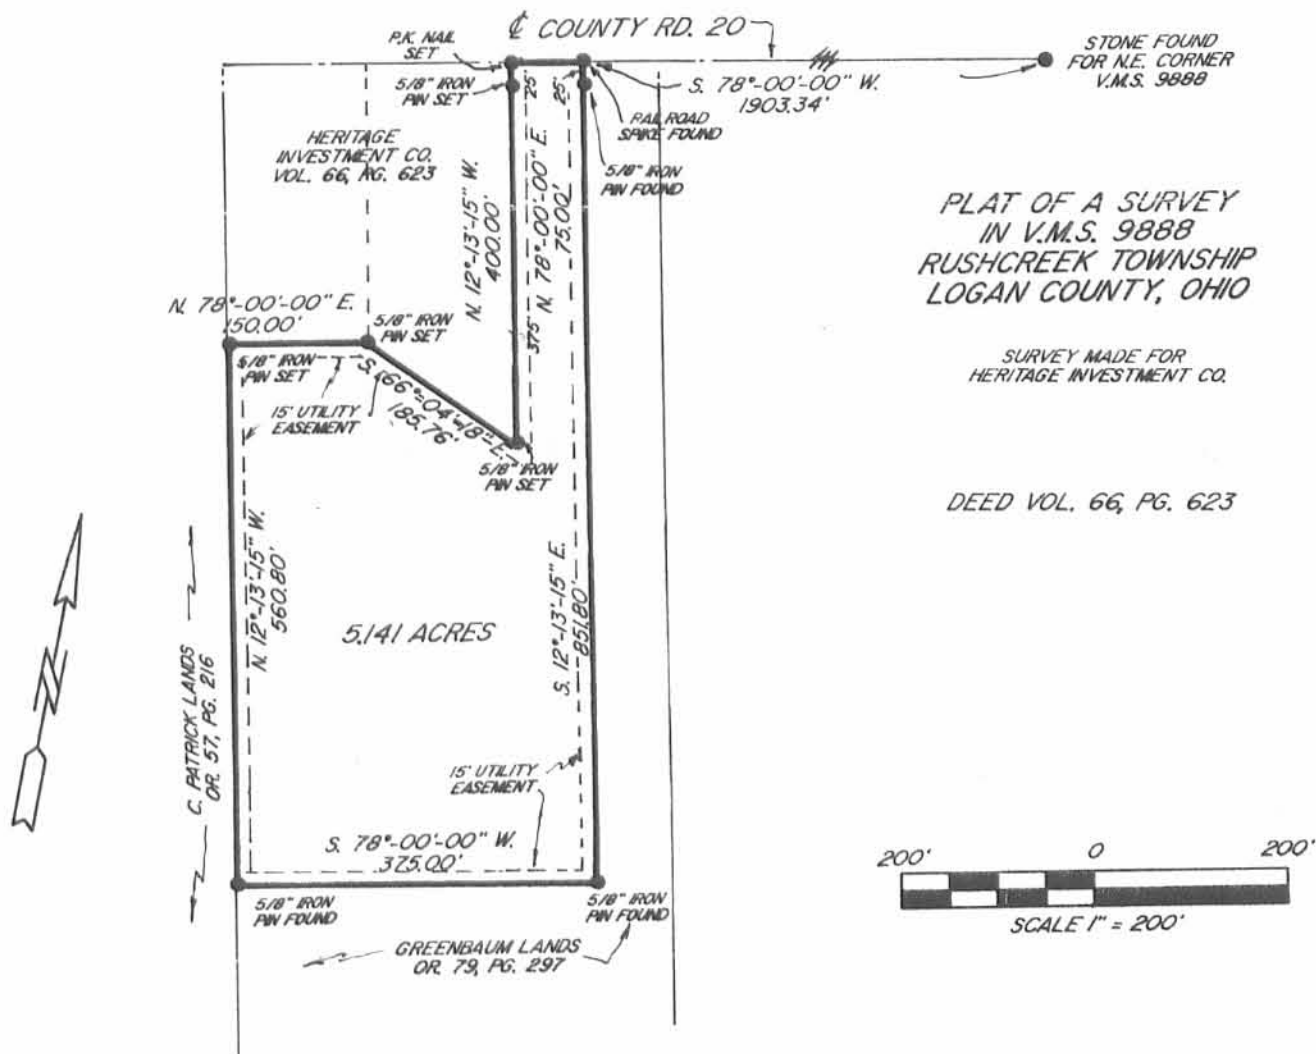 ℄ COUNTY RD. 20
P.K. NAIL
SET
5/8" IRON
PIN SET
STONE FOUND
FOR N.E. CORNER
V.M.S. 9888
S. 78°-00'-00" W.
1903.34'
RAILROAD
SPIKE FOUND
5/8" IRON
PIN FOUND
25'
25'
HERITAGE
INVESTMENT CO.
VOL. 66, PG. 623
N. 12°-13'-15" W.
400.00'
N. 78°-00'-00" E.
75.00'
375'
PLAT OF A SURVEY
IN V.M.S. 9888
RUSHCREEK TOWNSHIP
LOGAN COUNTY, OHIO
SURVEY MADE FOR
HERITAGE INVESTMENT CO.
DEED VOL. 66, PG. 623
N. 78°-00'-00" E.
150.00'
5/8" IRON
PIN SET
5/8" IRON
PIN SET
15' UTILITY
EASEMENT
S. 66°-04'-18" E.
185.76'
5/8" IRON
PIN SET
N. 12°-13'-15" W.
560.80'
5.141 ACRES
S. 12°-13'-15" E.
851.80'
C. PATRICK LANDS
OR. 57, PG. 216
N
15' UTILITY
EASEMENT
S. 78°-00'-00" W.
375.00'
5/8" IRON
PIN FOUND
5/8" IRON
PIN FOUND
GREENBAUM LANDS
OR. 79, PG. 297
200' 0 200'
SCALE 1" = 200'